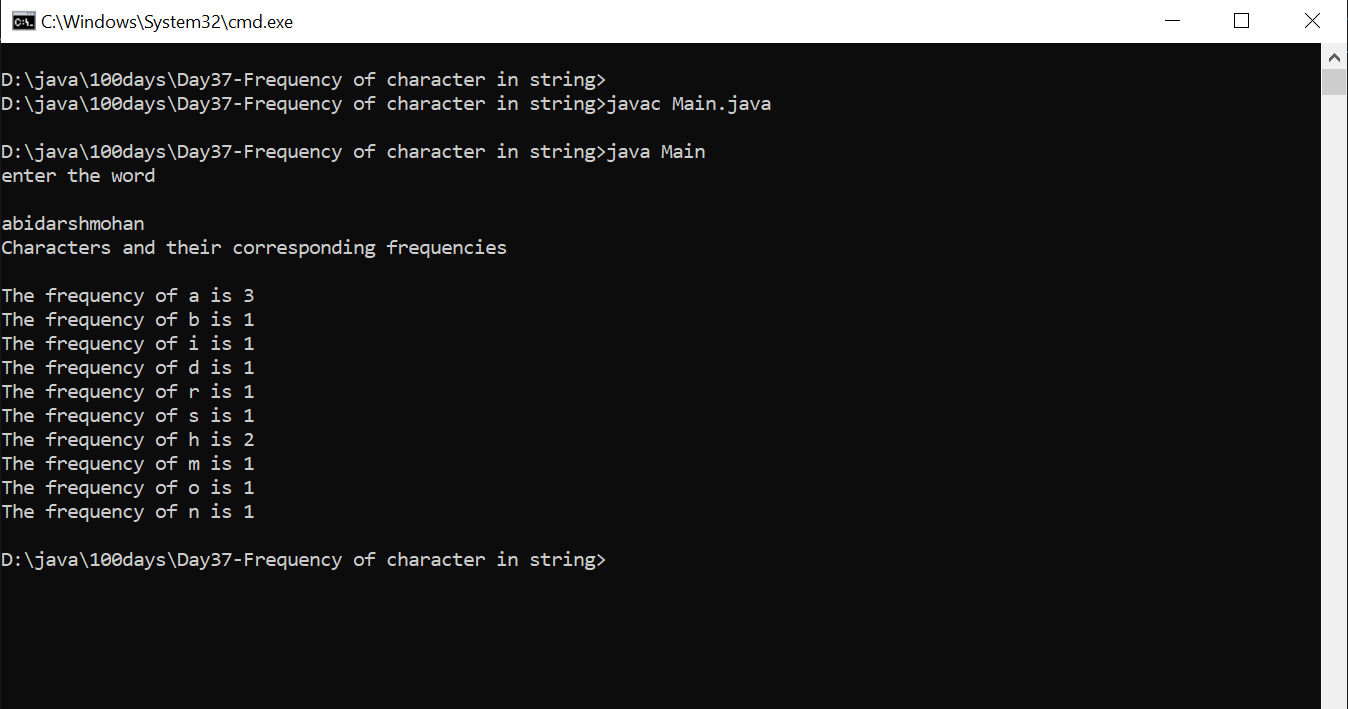 C:\Windows\System32\cmd.exe
D:\java\100days\Day37-Frequency of character in string>
D:\java\100days\Day37-Frequency of character in string>javac Main.java
D:\java\100days\Day37-Frequency of character in string>java Main
enter the word
abidarshmohan
Characters and their corresponding frequencies
The frequency of a is 3
The frequency of b is 1
The frequency of i is 1
The frequency of d is 1
The frequency of r is 1
The frequency of s is 1
The frequency of h is 2
The frequency of m is 1
The frequency of o is 1
The frequency of n is 1
D:\java\100days\Day37-Frequency of character in string>